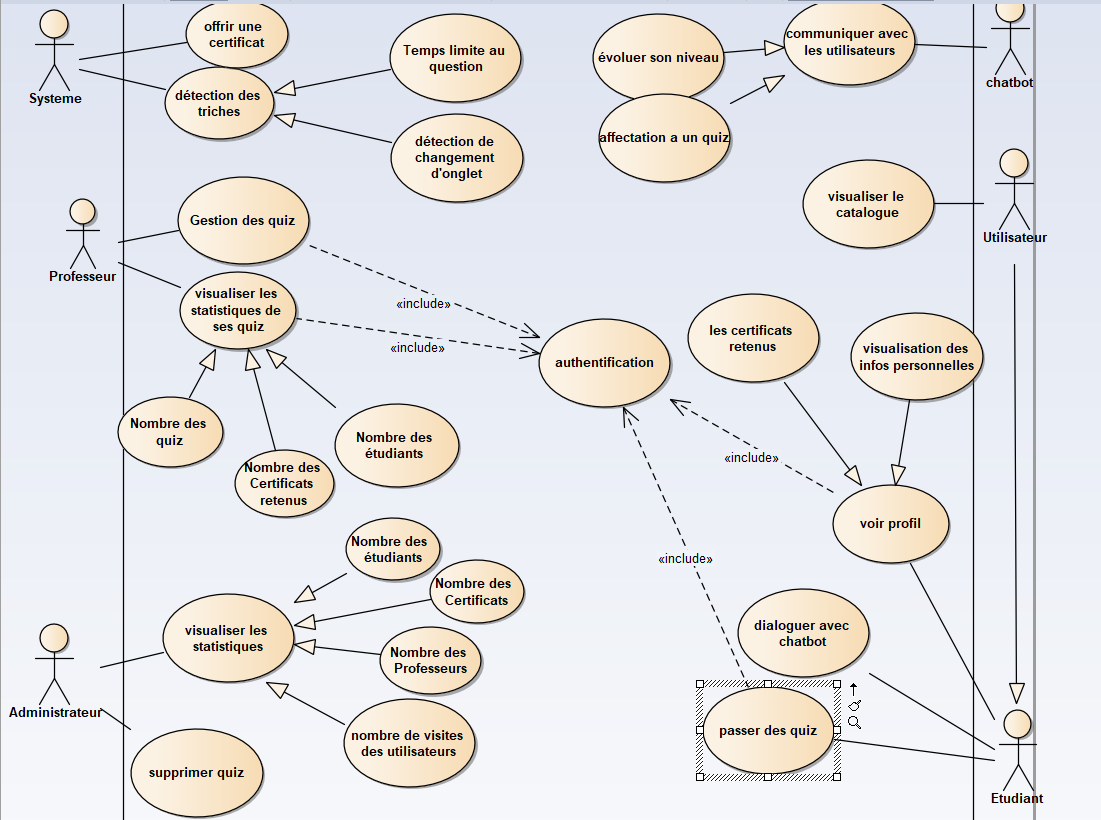 offrir une
certificat
Systeme
détection des
triches
Temps limite au
question
détection de
changement
d'onglet
évoluer son niveau
communiquer avec
les utilisateurs
chatbot
affectation a un quiz
visualiser le
catalogue
Utilisateur
Gestion des quiz
Professeur
visualiser les
statistiques de
ses quiz
«include»
«include»
authentification
les certificats
retenus
visualisation des
infos personnelles
Nombre des
quiz
Nombre des
Certificats
retenus
Nombre des
étudiants
«include»
voir profil
«include»
Nombre des
étudiants
Nombre des
Certificats
visualiser les
statistiques
Nombre des
Professeurs
Administrateur
nombre de visites
des utilisateurs
supprimer quiz
dialoguer avec
chatbot
passer des quiz
Etudiant